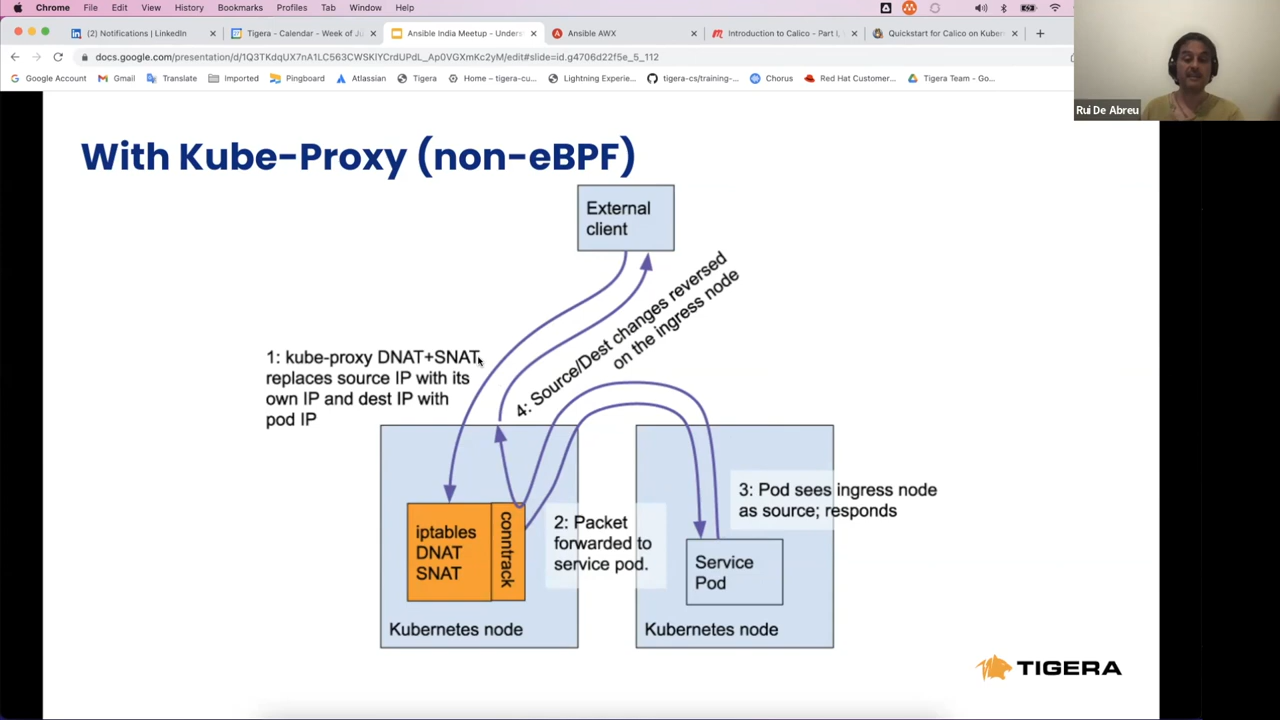 Chrome File Edit View History Bookmarks Profiles Tab Window Help
(2) Notifications | LinkedIn
Tigera - Calendar - Week of Ju
Ansible India Meetup - Unders
Ansible AWX
Introduction to Calico - Part I,
Quickstart for Calico on Kuber
docs.google.com/presentation/d/1Q3TKdqUX7nA1LC563CWSKIYCrdUPdL_Ap0VGXmKc2yM/edit#slide=id.g4706d22f5e_5_112
Google Account
Gmail
Translate
Imported
Pingboard
Atlassian
Tigera
Home – tigera-cu...
Lightning Experie...
tigera-cs/training-...
Chorus
Red Hat Customer...
Tigera Team - Go...
Rui De Abreu
With Kube-Proxy (non-eBPF)
External
client
4: Source/Dest changes reversed
on the ingress node
1: kube-proxy DNAT+SNAT
replaces source IP with its
own IP and dest IP with
pod IP
iptables
DNAT
SNAT
conntrack
Kubernetes node
2: Packet
forwarded to
service pod.
3: Pod sees ingress node
as source; responds
Service
Pod
Kubernetes node
TIGERA